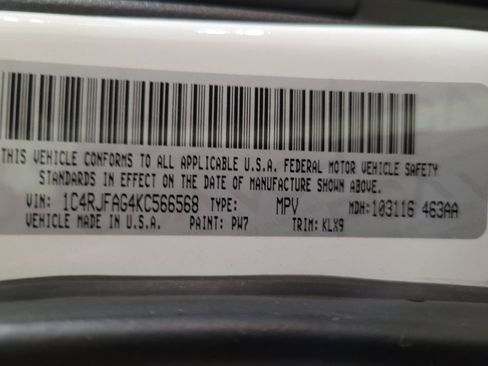 THIS VEHICLE CONFORMS TO ALL APPLICABLE U.S.A. FEDERAL MOTOR VEHICLE SAFETY
STANDARDS IN EFFECT ON THE DATE OF MANUFACTURE SHOWN ABOVE.
VIN: 1C4RJFAG4KC566568 TYPE: MPV MDH: 103116 463AA
VEHICLE MADE IN U.S.A. PAINT: PW7 TRIM: KLX9